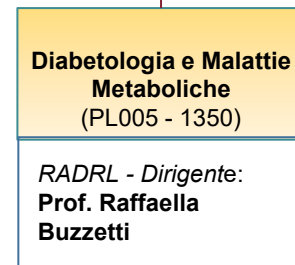 Diabetologia e Malattie
Metaboliche
(PL005 - 1350)
RADRL - Dirigente:
Prof. Raffaella
Buzzetti